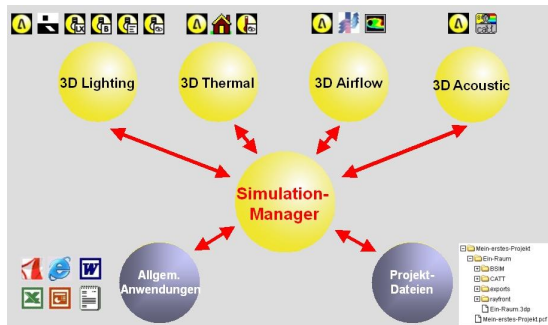 3D Lighting
3D Thermal
3D Airflow
3D Acoustic
Simulation-
Manager
Allgem.
Anwendungen
Projekt-
Dateien
Mein-erstes-Projekt
Ein-Raum
BSIM
CATT
exports
rayfront
Ein-Raum.3dp
Mein-erstes-Projekt.pcf